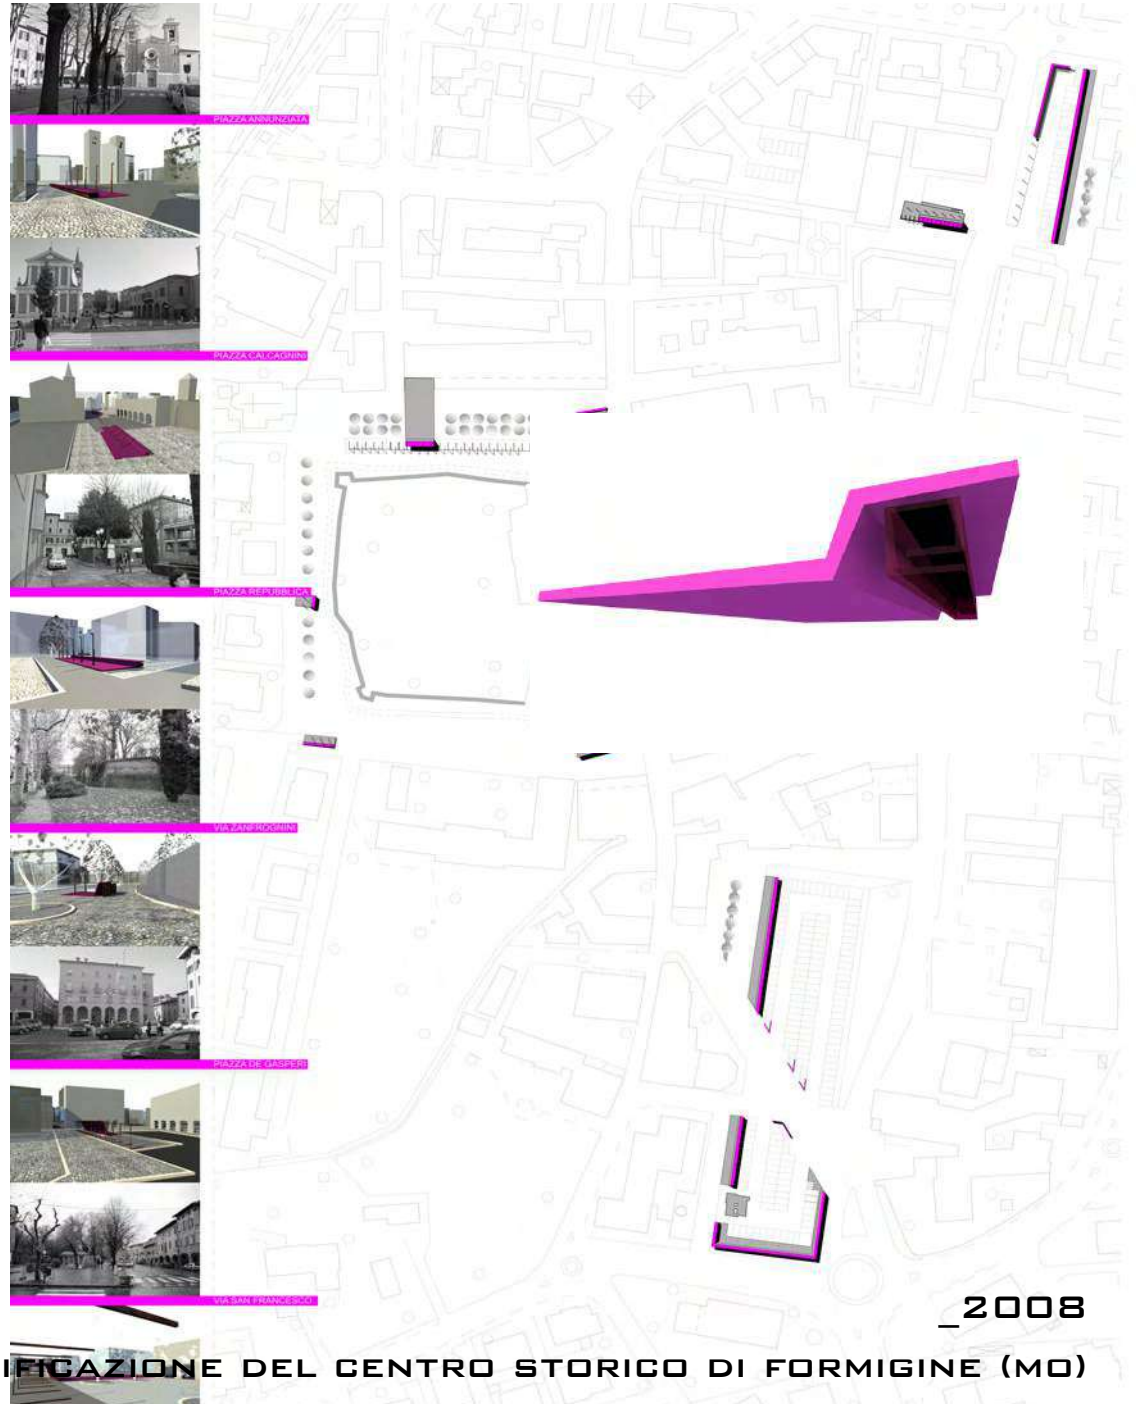 PIAZZA ANNUNZIATA
PIAZZA CALCAGNINI
PIAZZA REPUBBLICA
VIA ZANFROGNINI
PIAZZA DE GASPERI
VIA SAN FRANCESCO
_2008
IFICAZIONE DEL CENTRO STORICO DI FORMIGINE (MO)